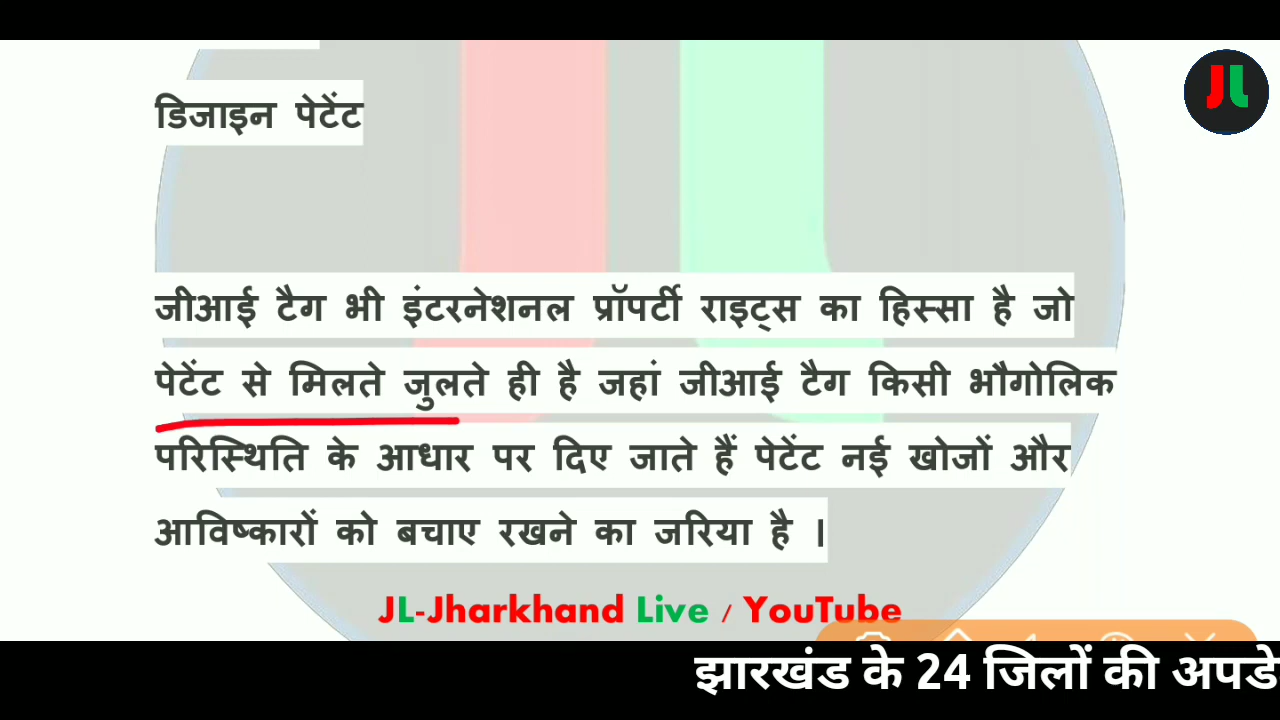 डिजाइन पेटेंट
जीआई टैग भी इंटरनेशनल प्रॉपर्टी राइट्स का हिस्सा है जो
पेटेंट से मिलते जुलते ही है जहां जीआई टैग किसी भौगोलिक
परिस्थिति के आधार पर दिए जाते हैं पेटेंट नई खोजों और
आविष्कारों को बचाए रखने का जरिया है ।
JL-Jharkhand Live / YouTube
झारखंड के 24 जिलों की अपडे
JL